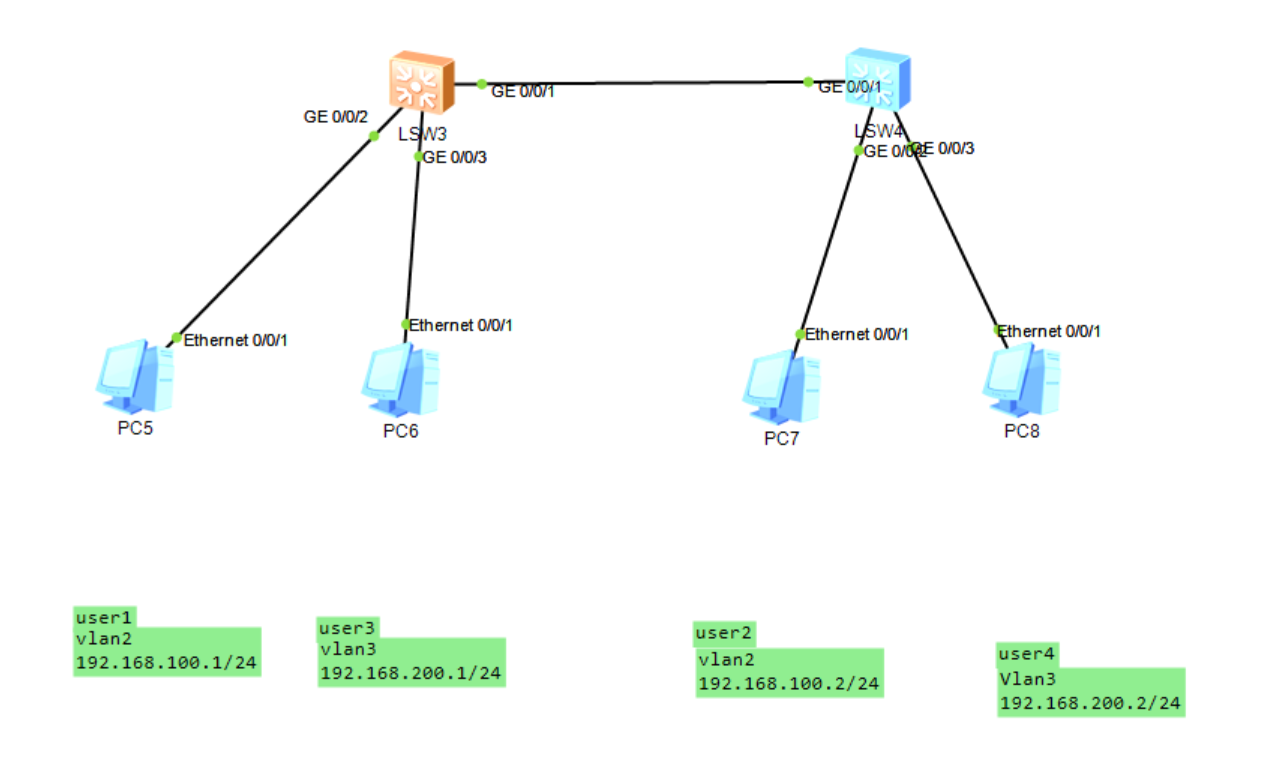 GE 0/0/1
GE 0/0/1
GE 0/0/2
LSW3
LSW4
GE 0/0/3
GE 0/0/2
GE 0/0/3
Ethernet 0/0/1
Ethernet 0/0/1
Ethernet 0/0/1
Ethernet 0/0/1
PC5
PC6
PC7
PC8
user1
vlan2
192.168.100.1/24
user3
vlan3
192.168.200.1/24
user2
vlan2
192.168.100.2/24
user4
Vlan3
192.168.200.2/24